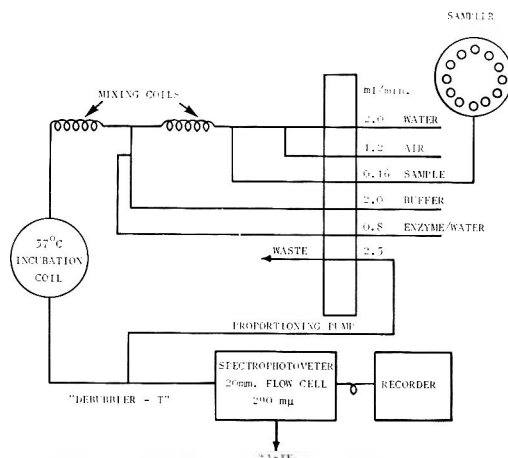 SAMPLER
MIXING COILS
ml/min.
2.0 WATER
1.2 AIR
0.46 SAMPLE
2.0 BUFFER
0.8 ENZYME/WATER
WASTE 2.5
37°C
INCUBATION
COIL
PROPORTIONING PUMP
SPECTROPHOTOMETER
20mm. FLOW CELL
290 mμ
RECORDER
"DEBUBBLER - T"